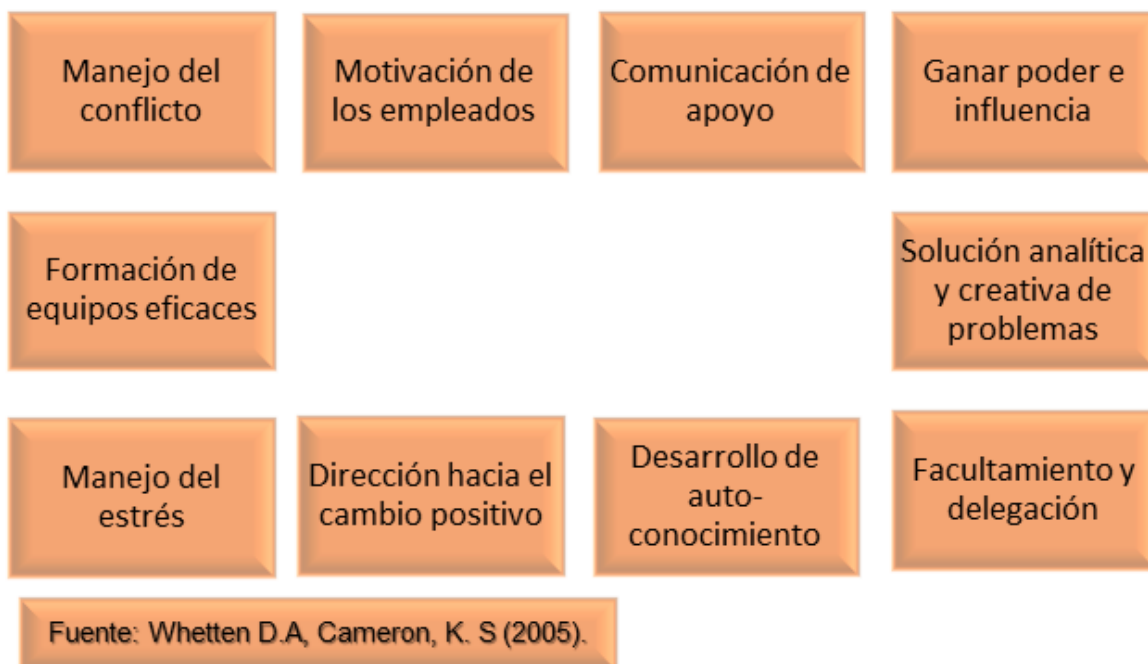 Manejo del
conflicto
Motivación de
los empleados
Comunicación de
apoyo
Ganar poder e
influencia
Formación de
equipos eficaces
Solución analítica
y creativa de
problemas
Manejo del
estrés
Dirección hacia el
cambio positivo
Desarrollo de
auto-
conocimiento
Facultamiento y
delegación
Fuente: Whetten D.A, Cameron, K. S (2005).